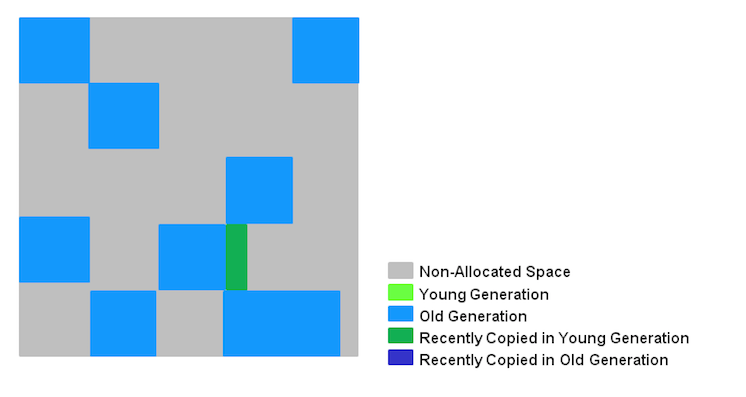 Non-Allocated Space
Young Generation
Old Generation
Recently Copied in Young Generation
Recently Copied in Old Generation